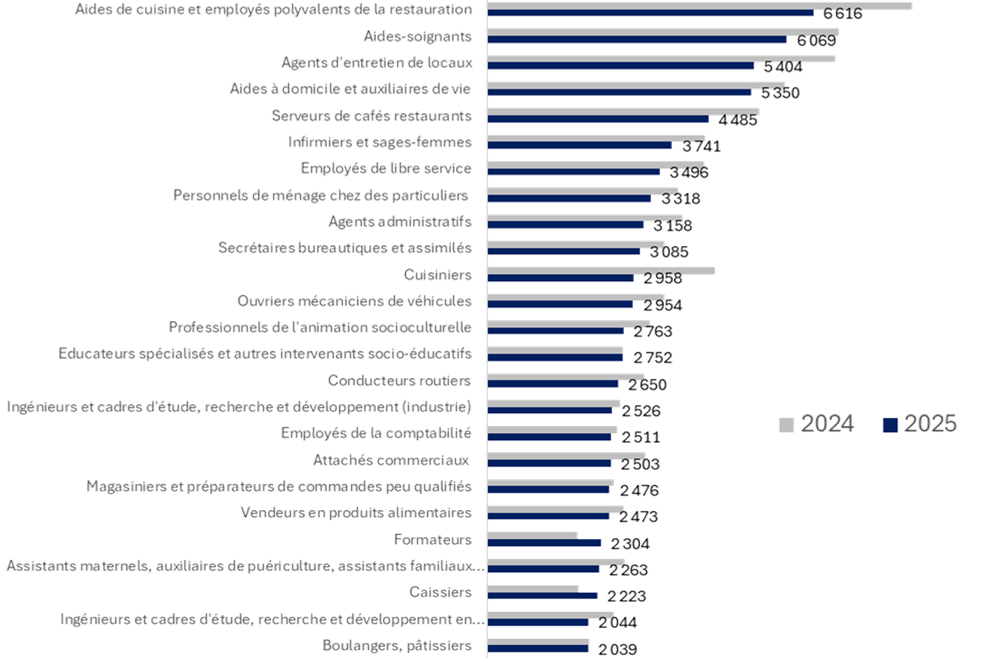 Aides de cuisine et employés polyvalents de la restauration 6 616
Aides-soignants 6 069
Agents d'entretien de locaux 5 404
Aides à domicile et auxiliaires de vie 5 350
Serveurs de cafés restaurants 4 485
Infirmiers et sages-femmes 3 741
Employés de libre service 3 496
Personnels de ménage chez des particuliers 3 318
Agents administratifs 3 158
Secrétaires bureautiques et assimilés 3 085
Cuisiniers 2 958
Ouvriers mécaniciens de véhicules 2 954
Professionnels de l'animation socioculturelle 2 763
Educateurs spécialisés et autres intervenants socio-éducatifs 2 752
Conducteurs routiers 2 650
Ingénieurs et cadres d'étude, recherche et développement (industrie) 2 526
2024 2025
Employés de la comptabilité 2 511
Attachés commerciaux 2 503
Magasiniers et préparateurs de commandes peu qualifiés 2 476
Vendeurs en produits alimentaires 2 473
Formateurs 2 304
Assistants maternels, auxiliaires de puériculture, assistants familiaux... 2 263
Caissiers 2 223
Ingénieurs et cadres d'étude, recherche et développement en... 2 044
Boulangers, pâtissiers 2 039